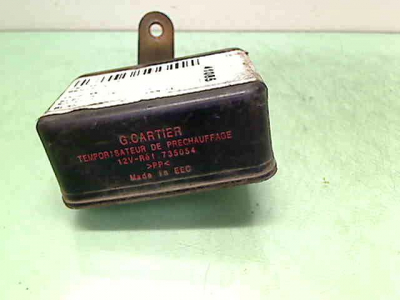 G.CARTIER
TEMPORISATEUR DE PRECHAUFFAGE
12V-R61 735054
>PP<
Made in EEC